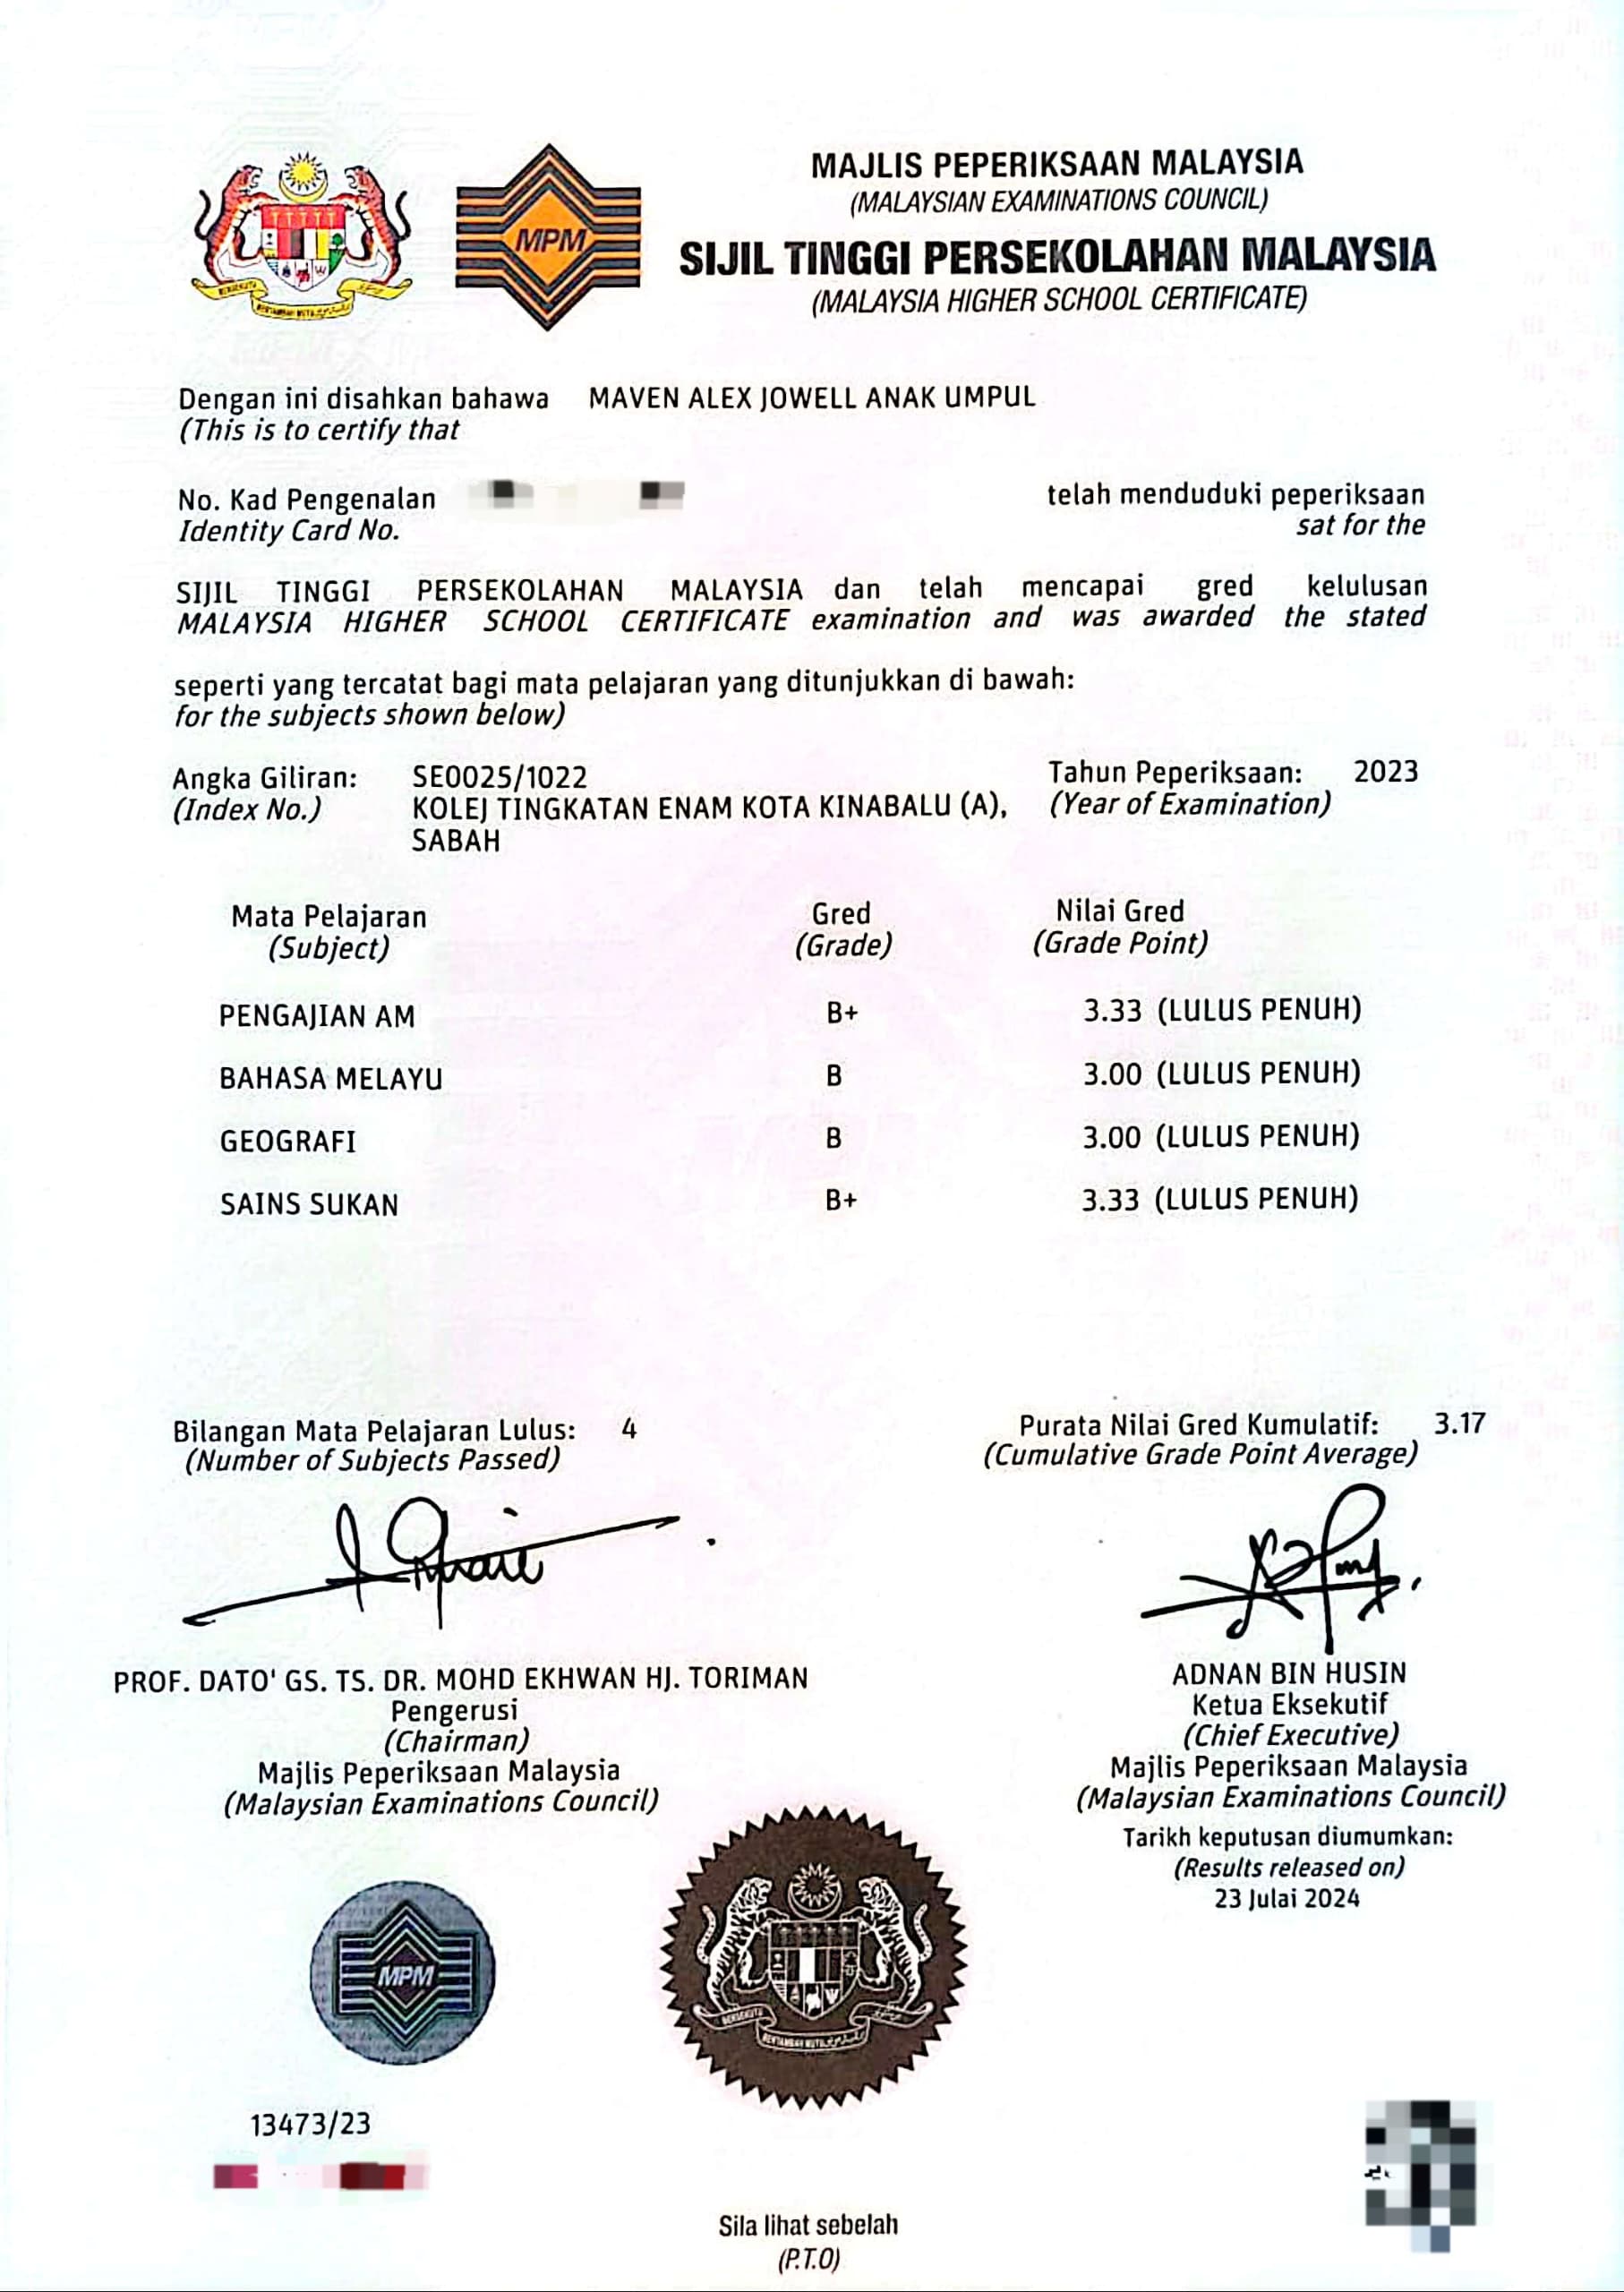 MPM
MAJLIS PEPERIKSAAN MALAYSIA
(MALAYSIAN EXAMINATIONS COUNCIL)
SIJIL TINGGI PERSEKOLAHAN MALAYSIA
(MALAYSIA HIGHER SCHOOL CERTIFICATE)
Dengan ini disahkan bahawa MAVEN ALEX JOWELL ANAK UMPUL
(This is to certify that
No. Kad Pengenalan telah menduduki peperiksaan
Identity Card No. sat for the
SIJIL TINGGI PERSEKOLAHAN MALAYSIA dan telah mencapai gred kelulusan
MALAYSIA HIGHER SCHOOL CERTIFICATE examination and was awarded the stated
seperti yang tercatat bagi mata pelajaran yang ditunjukkan di bawah:
for the subjects shown below)
Angka Giliran: SE0025/1022 Tahun Peperiksaan: 2023
(Index No.) KOLEJ TINGKATAN ENAM KOTA KINABALU (A), (Year of Examination)
SABAH
Mata Pelajaran Gred Nilai Gred
(Subject) (Grade) (Grade Point)
PENGAJIAN AM B+ 3.33 (LULUS PENUH)
BAHASA MELAYU B 3.00 (LULUS PENUH)
GEOGRAFI B 3.00 (LULUS PENUH)
SAINS SUKAN B+ 3.33 (LULUS PENUH)
Bilangan Mata Pelajaran Lulus: 4 Purata Nilai Gred Kumulatif: 3.17
(Number of Subjects Passed) (Cumulative Grade Point Average)
PROF. DATO' GS. TS. DR. MOHD EKHWAN HJ. TORIMAN
Pengerusi
(Chairman)
Majlis Peperiksaan Malaysia
(Malaysian Examinations Council)
ADNAN BIN HUSIN
Ketua Eksekutif
(Chief Executive)
Majlis Peperiksaan Malaysia
(Malaysian Examinations Council)
Tarikh keputusan diumumkan:
(Results released on)
23 Julai 2024
MPM
13473/23
Sila lihat sebelah
(P.T.O)